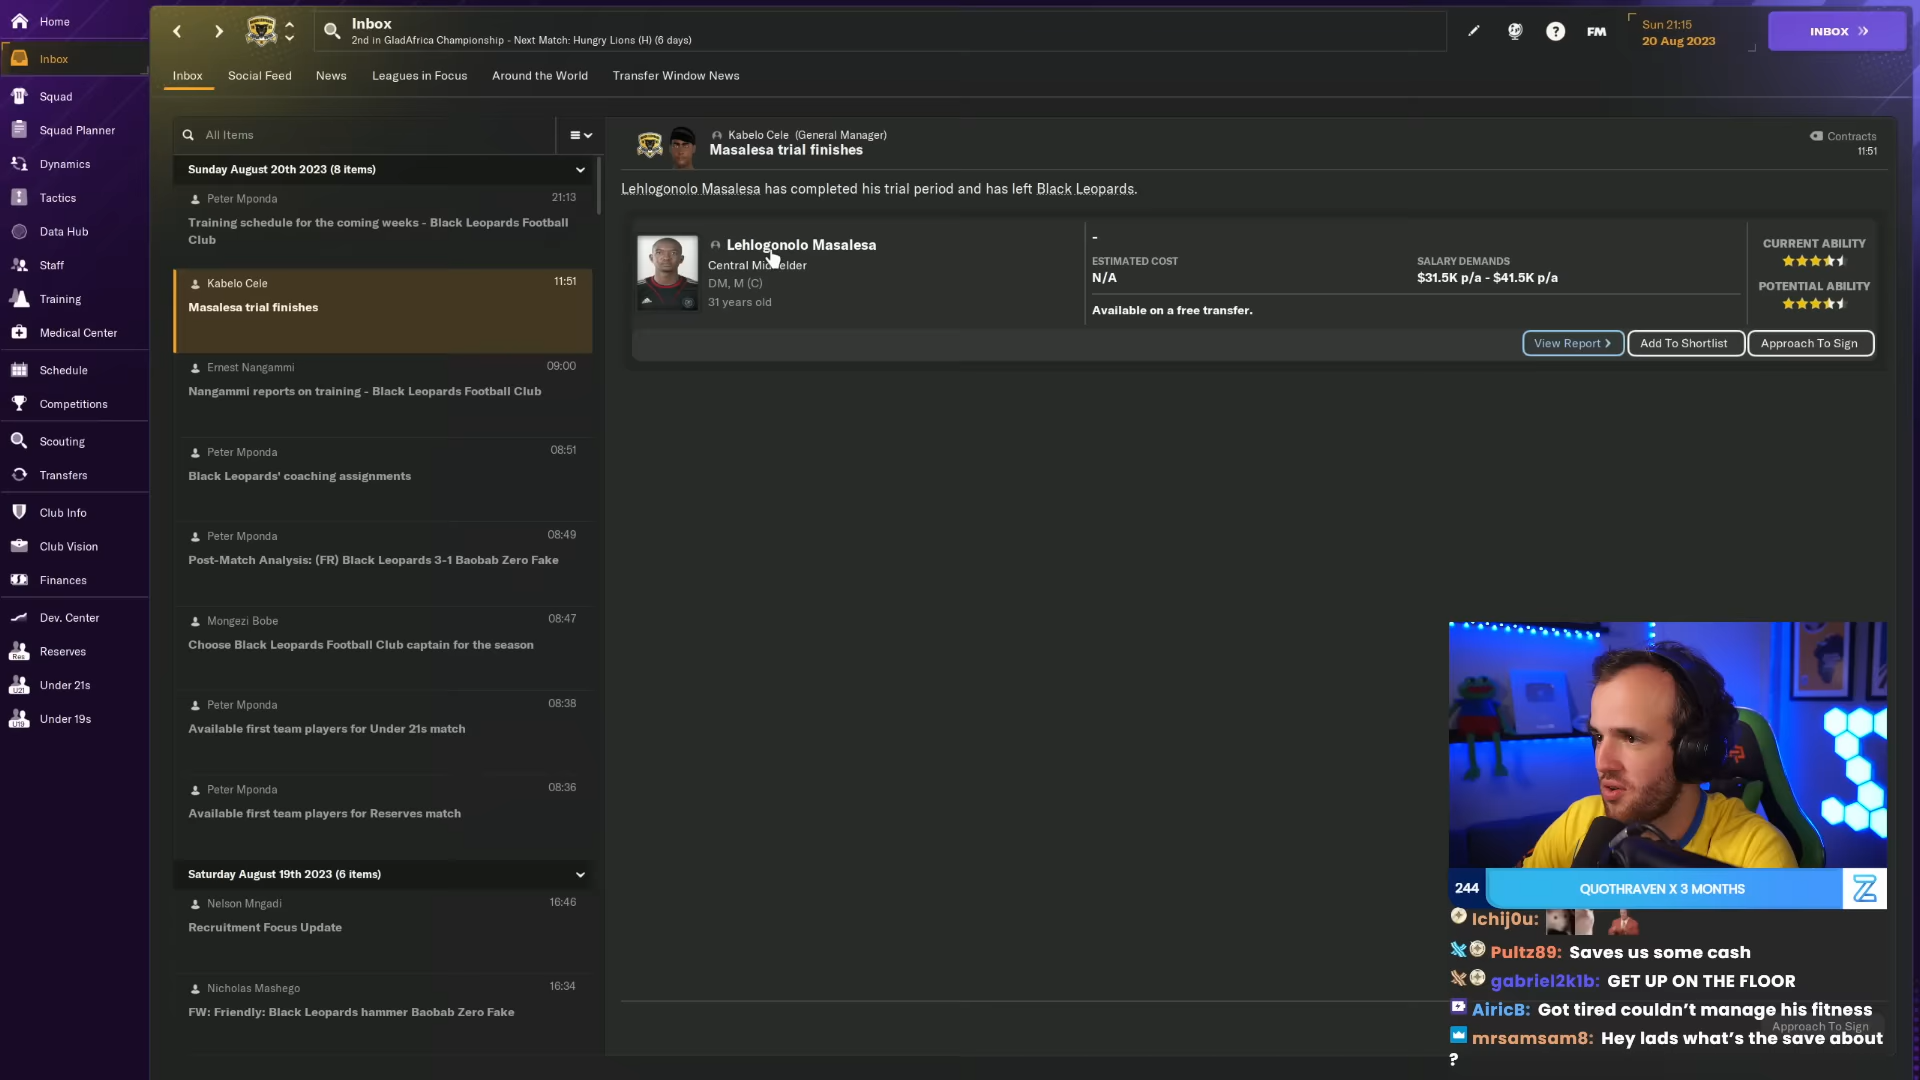 Home
Inbox
Squad
Squad Planner
Dynamics
Tactics
Data Hub
Staff
Training
Medical Center
Schedule
Competitions
Scouting
Transfers
Club Info
Club Vision
Finances
Dev. Center
Reserves
Under 21s
Under 19s
Inbox
2nd in GladAfrica Championship - Next Match: Hungry Lions (H) (6 days)
FM
Sun 21:15
20 Aug 2023
INBOX
Inbox
Social Feed
News
Leagues in Focus
Around the World
Transfer Window News
All Items
Sunday August 20th 2023 (8 items)
Peter Mponda
21:13
Training schedule for the coming weeks - Black Leopards Football
Club
Kabelo Cele
11:51
Masalesa trial finishes
Ernest Nangammi
09:00
Nangammi reports on training - Black Leopards Football Club
Peter Mponda
08:51
Black Leopards' coaching assignments
Peter Mponda
08:49
Post-Match Analysis: (FR) Black Leopards 3-1 Baobab Zero Fake
Mongezi Bobe
08:47
Choose Black Leopards Football Club captain for the season
Peter Mponda
08:38
Available first team players for Under 21s match
Peter Mponda
08:36
Available first team players for Reserves match
Saturday August 19th 2023 (6 items)
Nelson Mngadi
16:46
Recruitment Focus Update
Nicholas Mashego
16:34
FW: Friendly: Black Leopards hammer Baobab Zero Fake
Kabelo Cele (General Manager)
Masalesa trial finishes
Contracts
11:51
Lehlogonolo Masalesa has completed his trial period and has left Black Leopards.
Lehlogonolo Masalesa
Central Midfielder
DM, M (C)
31 years old
-
ESTIMATED COST
N/A
SALARY DEMANDS
$31.5K p/a - $41.5K p/a
Available on a free transfer.
CURRENT ABILITY
POTENTIAL ABILITY
View Report
Add To Shortlist
Approach To Sign
244
QUOTHRAVEN X 3 MONTHS
Ichij0u:
Pultz89: Saves us some cash
gabriel2k1b: GET UP ON THE FLOOR
AiricB: Got tired couldn't manage his fitness
Approach To Sign
mrsamsam8: Hey lads what's the save about
?